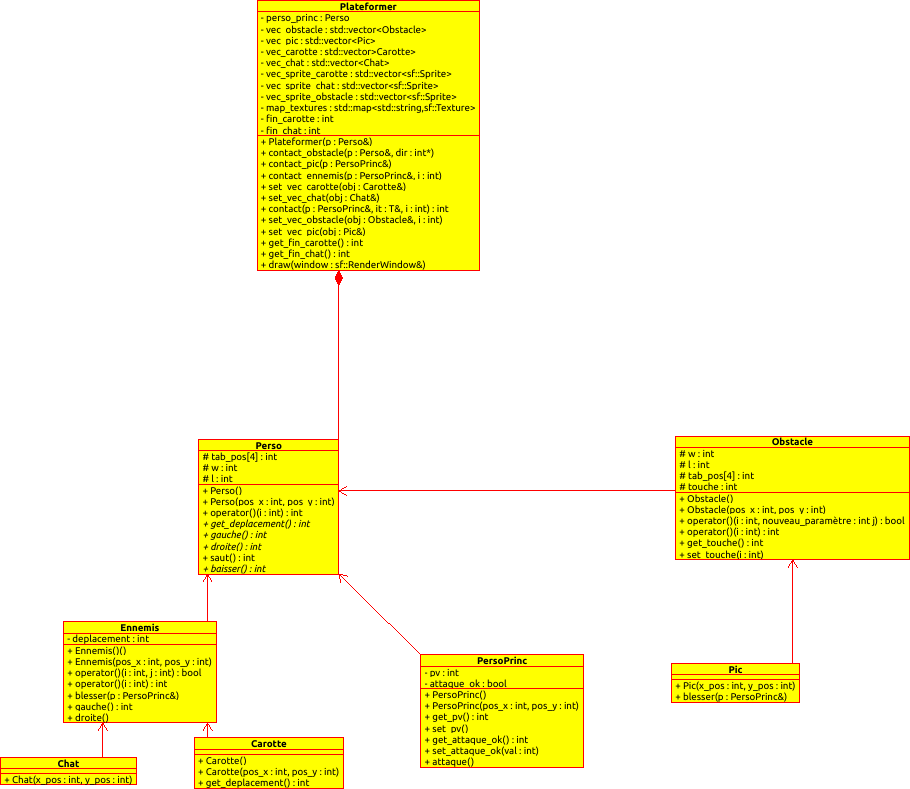 Plateformer
- perso_princ : Perso
- vec_obstacle : std::vector<Obstacle>
- vec_pic : std::vector<Pic>
- vec_carotte : std::vector>Carotte>
- vec_chat : std::vector<Chat>
- vec_sprite_carotte : std::vector<sf::Sprite>
- vec_sprite_chat : std::vector<sf::Sprite>
- vec_sprite_obstacle : std::vector<sf::Sprite>
- map_textures : std::map<std::string,sf::Texture>
- fin_carotte : int
- fin_chat : int
+ Plateformer(p : Perso&)
+ contact_obstacle(p : Perso&, dir : int*)
+ contact_pic(p : PersoPrinc&)
+ contact_ennemis(p : PersoPrinc&, i : int)
+ set_vec_carotte(obj : Carotte&)
+ set_vec_chat(obj : Chat&)
+ contact(p : PersoPrinc&, it : T&, i : int) : int
+ set_vec_obstacle(obj : Obstacle&, i : int)
+ set_vec_pic(obj : Pic&)
+ get_fin_carotte() : int
+ get_fin_chat() : int
+ draw(window : sf::RenderWindow&)
Perso
# tab_pos[4] : int
# w : int
# l : int
+ Perso()
+ Perso(pos_x : int, pos_y : int)
+ operator()(i : int) : int
+ get_deplacement() : int
+ gauche() : int
+ droite() : int
+ saut() : int
+ baisser() : int
Obstacle
# w : int
# l : int
# tab_pos[4] : int
# touche : int
+ Obstacle()
+ Obstacle(pos_x : int, pos_y : int)
+ operator()(i : int, nouveau_paramètre : int j) : bool
+ operator()(i : int) : int
+ get_touche() : int
+ set_touche(i : int)
Ennemis
- deplacement : int
+ Ennemis()()
+ Ennemis(pos_x : int, pos_y : int)
+ operator()(i : int, j : int) : bool
+ operator()(i : int) : int
+ blesser(p : PersoPrinc&)
+ gauche() : int
+ droite()
PersoPrinc
- pv : int
- attaque_ok : bool
+ PersoPrinc()
+ PersoPrinc(pos_x : int, pos_y : int)
+ get_pv() : int
+ set_pv()
+ get_attaque_ok() : int
+ set_attaque_ok(val : int)
+ attaque()
Pic
+ Pic(x_pos : int, y_pos : int)
+ blesser(p : PersoPrinc&)
Chat
+ Chat(x_pos : int, y_pos : int)
Carotte
+ Carotte()
+ Carotte(pos_x : int, pos_y : int)
+ get_deplacement() : int